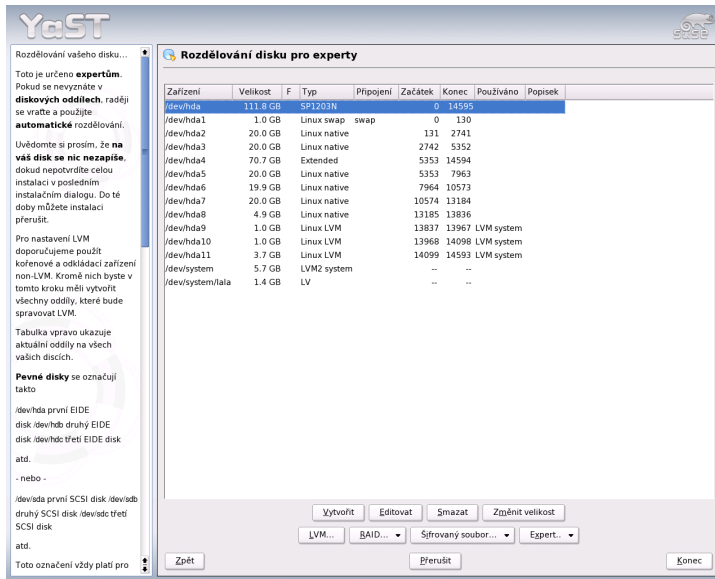 YaST
SUSE
Rozdělování vašeho disku...
Toto je určeno expertům.
Pokud se nevyznáte v
diskových oddílech, raději
se vraťte a použijte
automatické rozdělování.
Uvědomte si prosím, že na
váš disk se nic nezapíše,
dokud nepotvrdíte celou
instalaci v posledním
instalačním dialogu. Do té
doby můžete instalaci
přerušit.
Pro nastavení LVM
doporučujeme použít
kořenové a odkládací zařízení
non-LVM. Kromě nich byste v
tomto kroku měli vytvořit
všechny oddíly, které bude
spravovat LVM.
Tabulka vpravo ukazuje
aktuální oddíly na všech
vašich discích.
Pevné disky se označují
takto
/dev/hda první EIDE
disk /dev/hdb druhý EIDE
disk /dev/hdc třetí EIDE disk
atd.
- nebo -
/dev/sda první SCSI disk /dev/sdb
druhý SCSI disk /dev/sdc třetí
SCSI disk
atd.
Toto označení vždy platí pro
Rozdělování disku pro experty
Zařízení Velikost F Typ Připojení Začátek Konec Používáno Popisek
/dev/hda 111.8 GB SP1203N 0 14595
/dev/hda1 1.0 GB Linux swap swap 0 130
/dev/hda2 20.0 GB Linux native 131 2741
/dev/hda3 20.0 GB Linux native 2742 5352
/dev/hda4 70.7 GB Extended 5353 14594
/dev/hda5 20.0 GB Linux native 5353 7963
/dev/hda6 19.9 GB Linux native 7964 10573
/dev/hda7 20.0 GB Linux native 10574 13184
/dev/hda8 4.9 GB Linux native 13185 13836
/dev/hda9 1.0 GB Linux LVM 13837 13967 LVM system
/dev/hda10 1.0 GB Linux LVM 13968 14098 LVM system
/dev/hda11 3.7 GB Linux LVM 14099 14593 LVM system
/dev/system 5.7 GB LVM2 system -- --
/dev/system/lala 1.4 GB LV -- --
Vytvořit Editovat Smazat Změnit velikost
LVM... RAID... Šifrovaný soubor... Expert..
Zpět Přerušit Konec